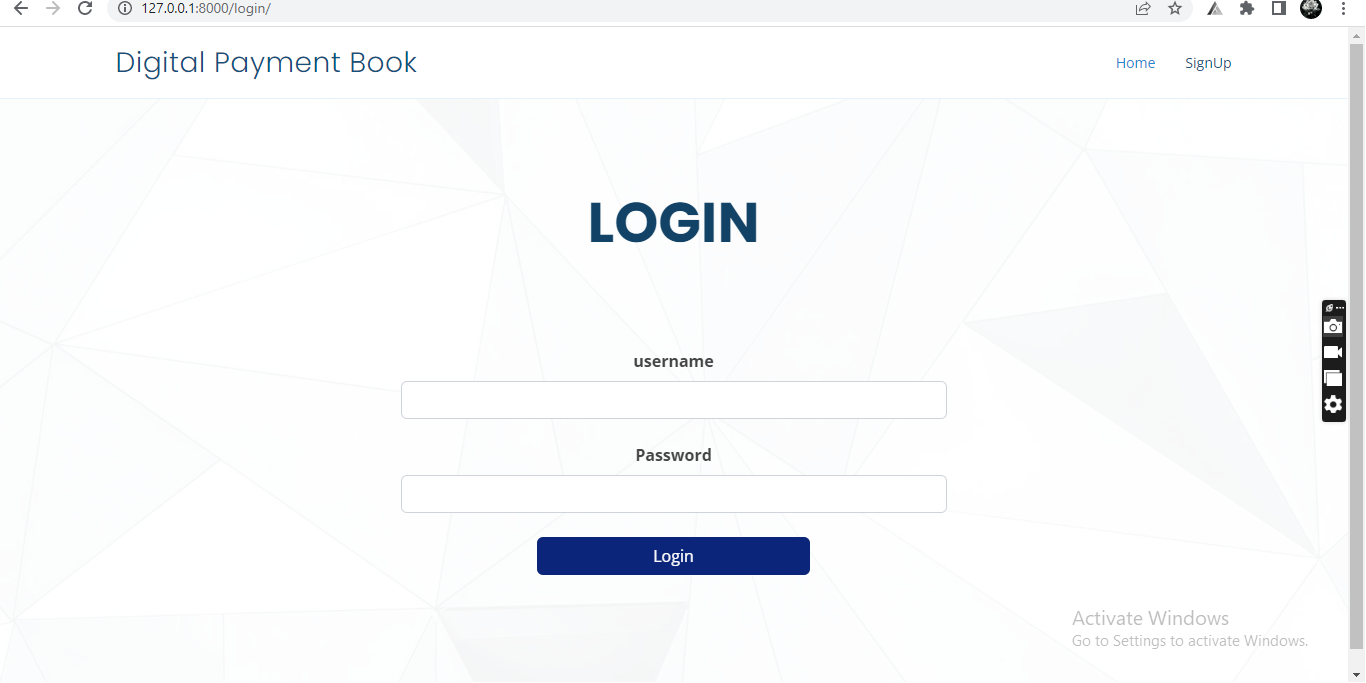 127.0.0.1:8000/login/
Digital Payment Book
Home
SignUp
LOGIN
username
Password
Login
Activate Windows
Go to Settings to activate Windows.